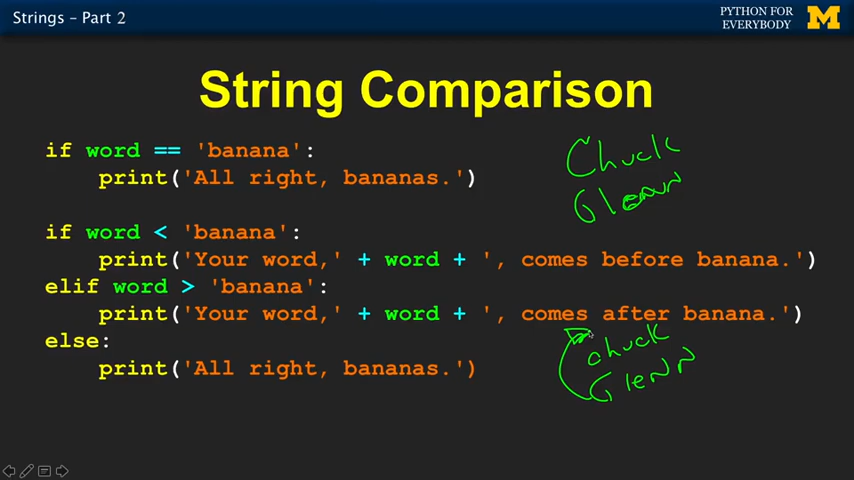 Strings – Part 2
PYTHON FOR
EVERYBODY
M
String Comparison
if word == 'banana':
print('All right, bananas.')
if word < 'banana':
print('Your word,' + word + ', comes before banana.')
elif word > 'banana':
print('Your word,' + word + ', comes after banana.')
else:
print('All right, bananas.')
Chuck
Glenn
chuck
Glenn